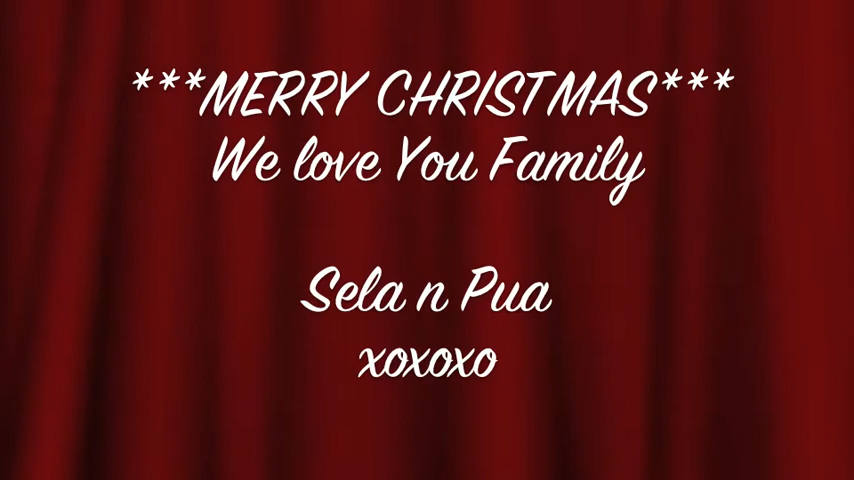 ***MERRY CHRISTMAS***
We love You Family
Sela n Pua
xoxoxo